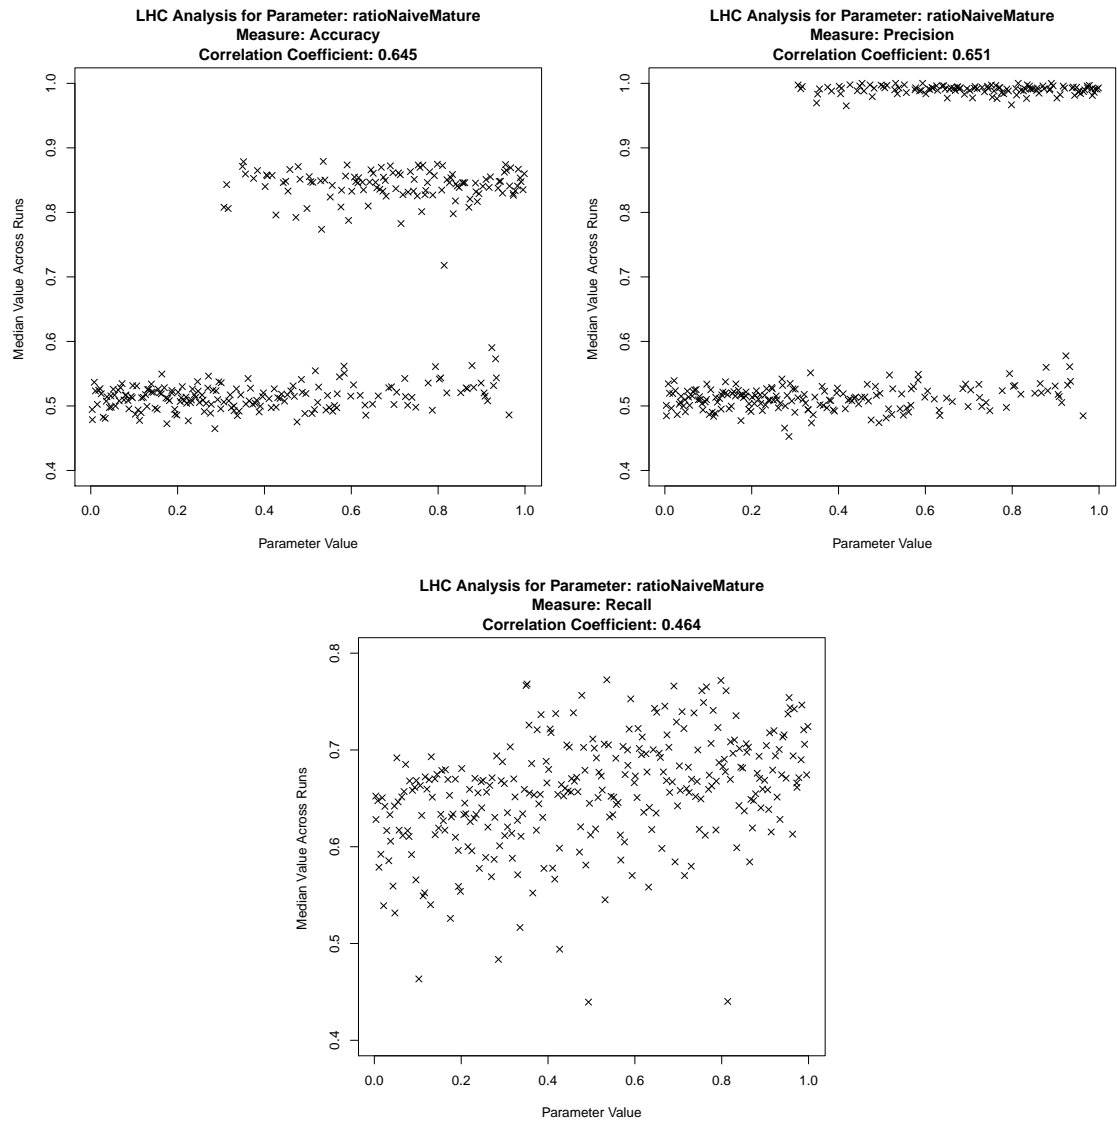 LHC Analysis for Parameter: ratioNaiveMature
Measure: Accuracy
Correlation Coefficient: 0.645
Median Value Across Runs
1.0
0.9
0.8
0.7
0.6
0.5
0.4
0.0 0.2 0.4 0.6 0.8 1.0
Parameter Value
LHC Analysis for Parameter: ratioNaiveMature
Measure: Precision
Correlation Coefficient: 0.651
Median Value Across Runs
1.0
0.9
0.8
0.7
0.6
0.5
0.4
0.0 0.2 0.4 0.6 0.8 1.0
Parameter Value
LHC Analysis for Parameter: ratioNaiveMature
Measure: Recall
Correlation Coefficient: 0.464
Median Value Across Runs
0.8
0.7
0.6
0.5
0.4
0.0 0.2 0.4 0.6 0.8 1.0
Parameter Value